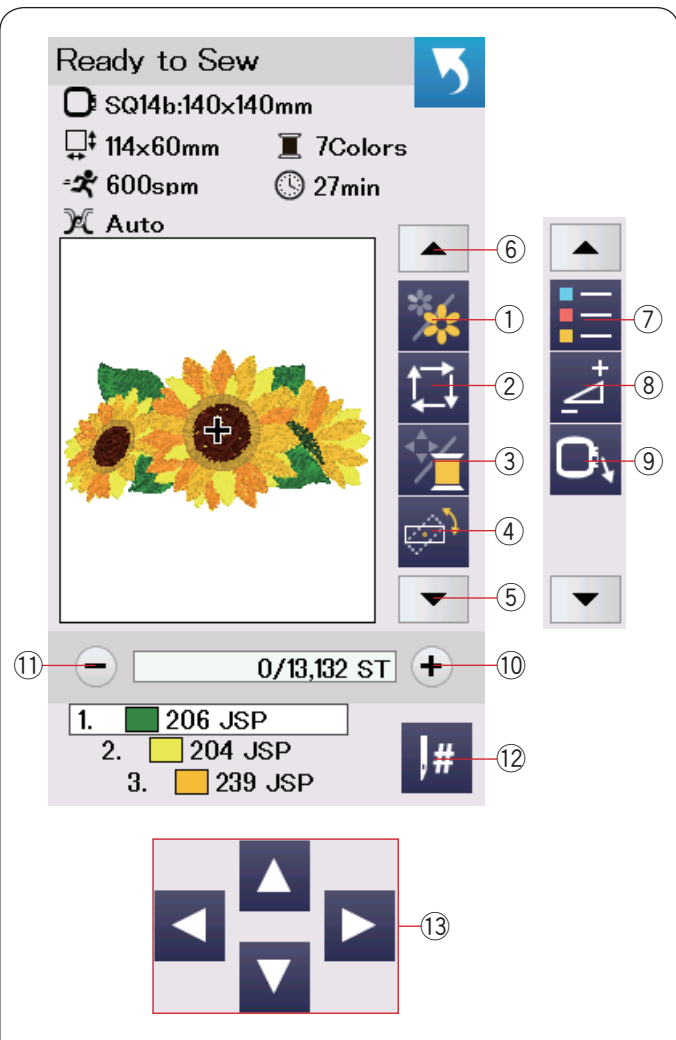 Ready to Sew
SQ14b:140x140mm
114x60mm 7Colors
600spm 27min
Auto
⑥
① ⑦
② ⑧
③ ⑨
④
⑤
⑪ 0/13,132 ST ⑩
1. 206 JSP
2. 204 JSP
# ⑫
3. 239 JSP
⑬